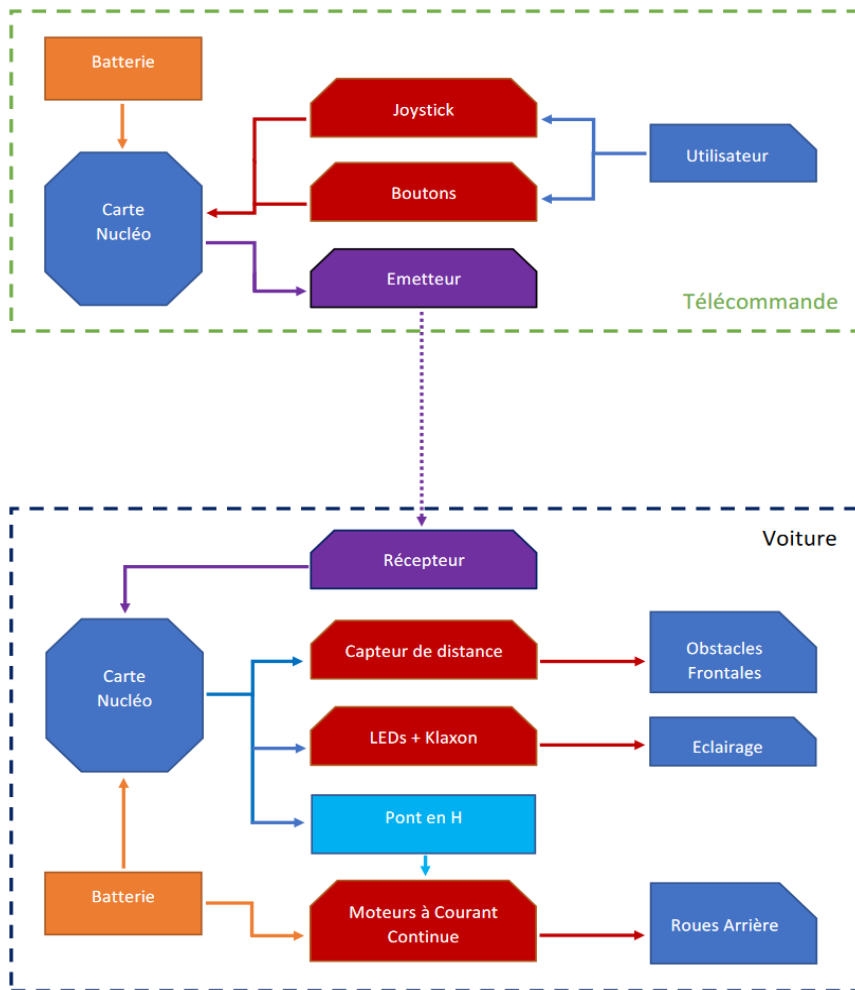 Batterie
Joystick
Utilisateur
Boutons
Carte
Nucléo
Emetteur
Télécommande
Voiture
Récepteur
Capteur de distance
Obstacles
Frontales
Carte
Nucléo
LEDs + Klaxon
Eclairage
Pont en H
Batterie
Moteurs à Courant
Continue
Roues Arrière